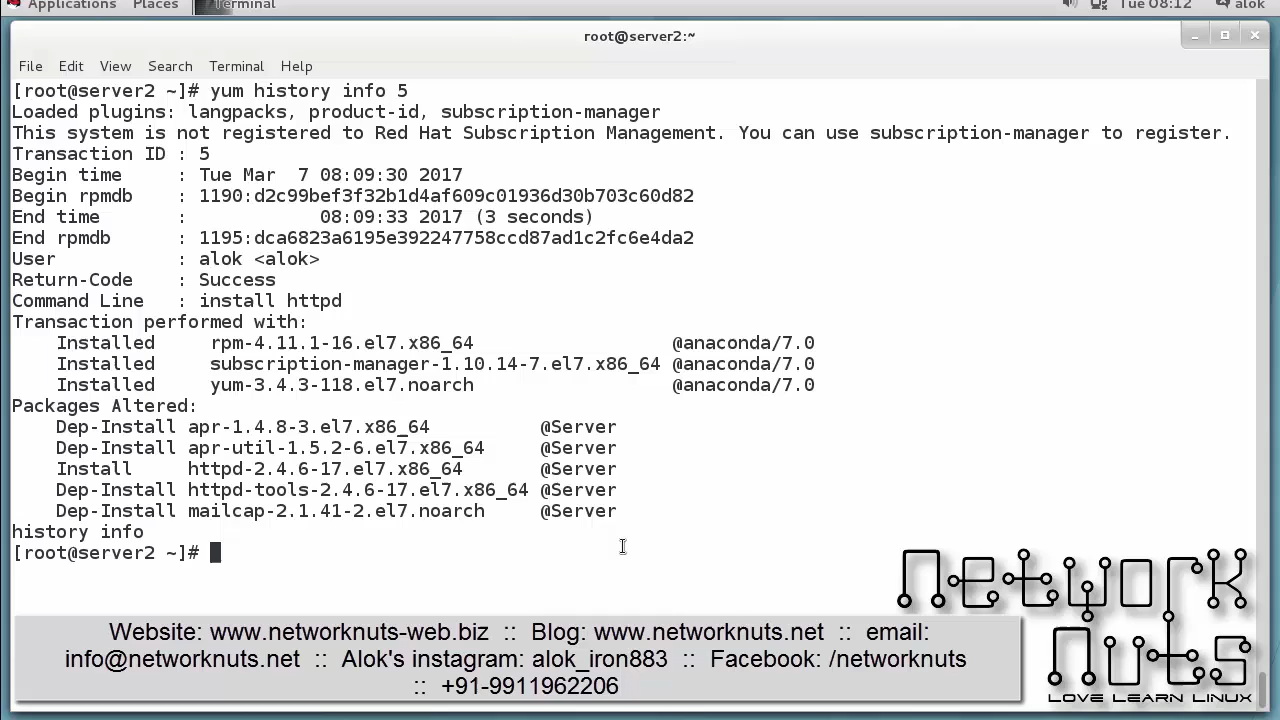 Applications Places Terminal Tue 08:12 alok
root@server2:~
File Edit View Search Terminal Help
[root@server2 ~]# yum history info 5
Loaded plugins: langpacks, product-id, subscription-manager
This system is not registered to Red Hat Subscription Management. You can use subscription-manager to register.
Transaction ID : 5
Begin time     : Tue Mar  7 08:09:30 2017
Begin rpmdb    : 1190:d2c99bef3f32b1d4af609c01936d30b703c60d82
End time       :            08:09:33 2017 (3 seconds)
End rpmdb      : 1195:dca6823a6195e392247758ccd87ad1c2fc6e4da2
User           : alok <alok>
Return-Code    : Success
Command Line   : install httpd
Transaction performed with:
    Installed     rpm-4.11.1-16.el7.x86_64                  @anaconda/7.0
    Installed     subscription-manager-1.10.14-7.el7.x86_64 @anaconda/7.0
    Installed     yum-3.4.3-118.el7.noarch                  @anaconda/7.0
Packages Altered:
    Dep-Install apr-1.4.8-3.el7.x86_64          @Server
    Dep-Install apr-util-1.5.2-6.el7.x86_64     @Server
    Install     httpd-2.4.6-17.el7.x86_64       @Server
    Dep-Install httpd-tools-2.4.6-17.el7.x86_64 @Server
    Dep-Install mailcap-2.1.41-2.el7.noarch     @Server
history info
[root@server2 ~]#
Website: www.networknuts-web.biz :: Blog: www.networknuts.net :: email:
info@networknuts.net :: Alok's instagram: alok_iron883 :: Facebook: /networknuts
:: +91-9911962206
network
nuts
LOVE LEARN LINUX